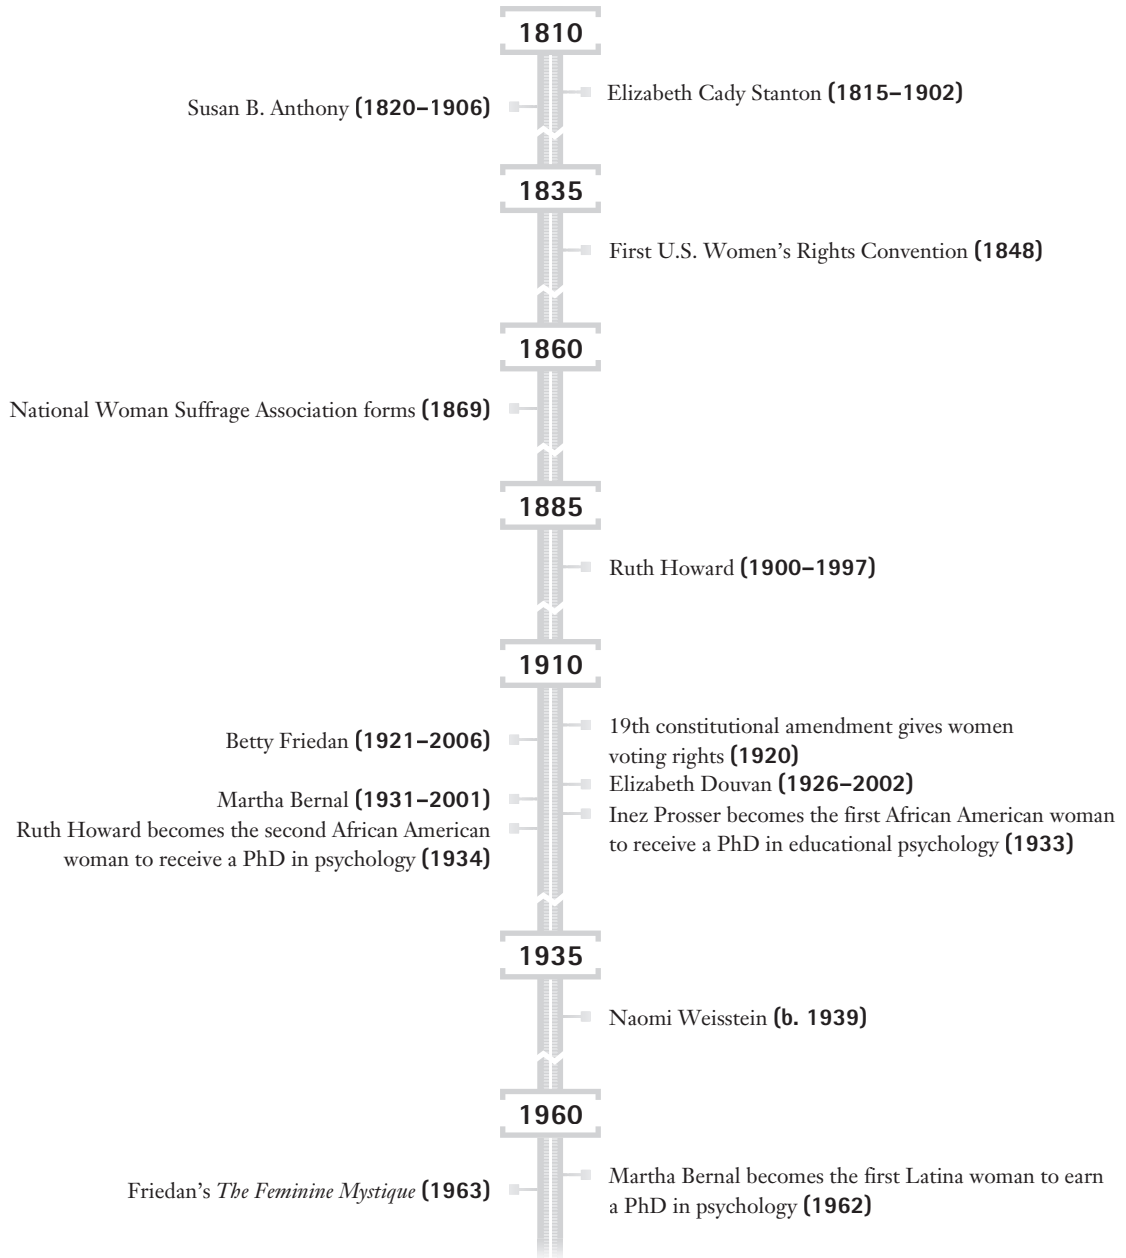 1810
Elizabeth Cady Stanton (1815–1902)
Susan B. Anthony (1820–1906)
1835
First U.S. Women’s Rights Convention (1848)
1860
National Woman Suffrage Association forms (1869)
1885
Ruth Howard (1900–1997)
1910
19th constitutional amendment gives women
voting rights (1920)
Betty Friedan (1921–2006)
Elizabeth Douvan (1926–2002)
Martha Bernal (1931–2001)
Inez Prosser becomes the first African American woman
to receive a PhD in educational psychology (1933)
Ruth Howard becomes the second African American
woman to receive a PhD in psychology (1934)
1935
Naomi Weisstein (b. 1939)
1960
Martha Bernal becomes the first Latina woman to earn
a PhD in psychology (1962)
Friedan’s The Feminine Mystique (1963)